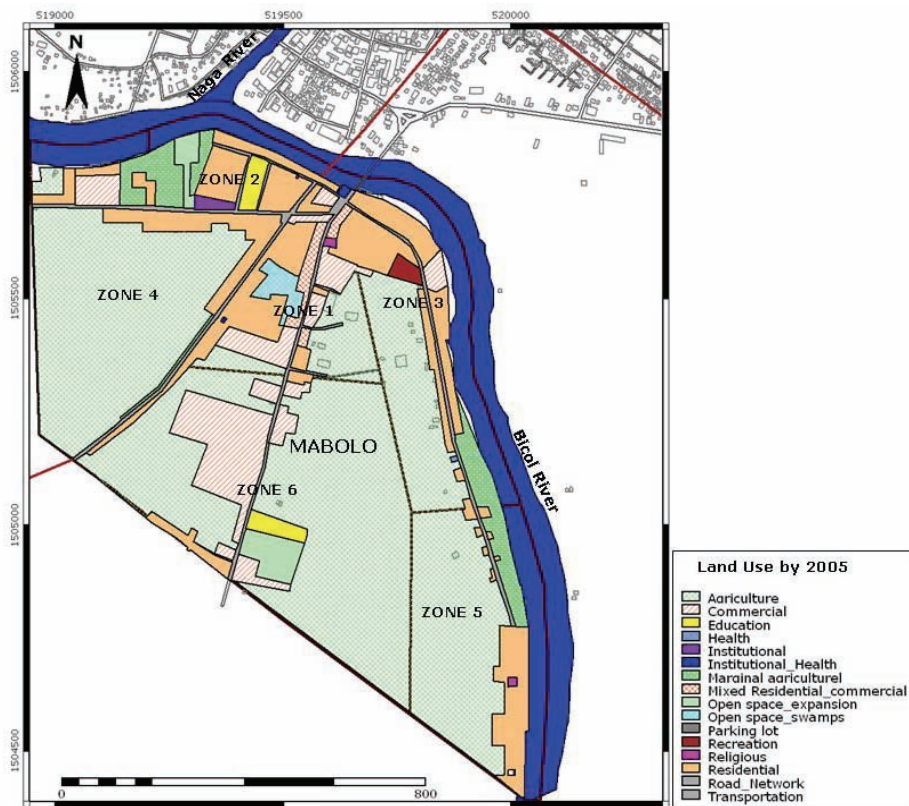 519000 519500 520000
1506000
1505500
1505000
1504500
N
Naga River
ZONE 2
ZONE 4
ZONE 1
ZONE 3
MABOLO
Bicol River
ZONE 6
ZONE 5
0 800
Land Use by 2005
Agriculture
Commercial
Education
Health
Institutional
Institutional_Health
Marginal agriculturel
Mixed Residential_commercial
Open space_expansion
Open space_swamps
Parking lot
Recreation
Religious
Residential
Road_Network
Transportation